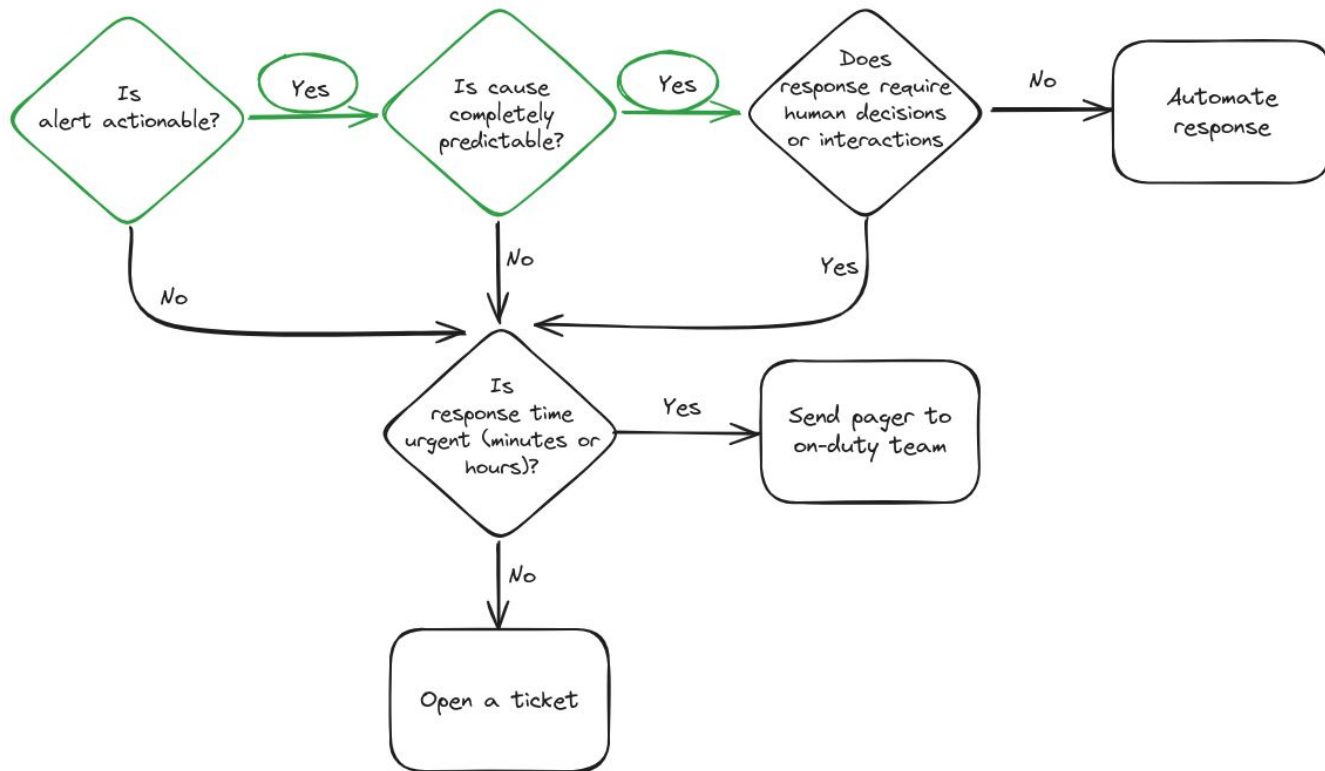 Is
alert actionable?
Yes
Is cause
completely
predictable?
Yes
Does
response require
human decisions
or interactions
No
Automate
response
No
No
Yes
Is
response time
urgent (minutes or
hours)?
Yes
Send pager to
on-duty team
No
Open a ticket